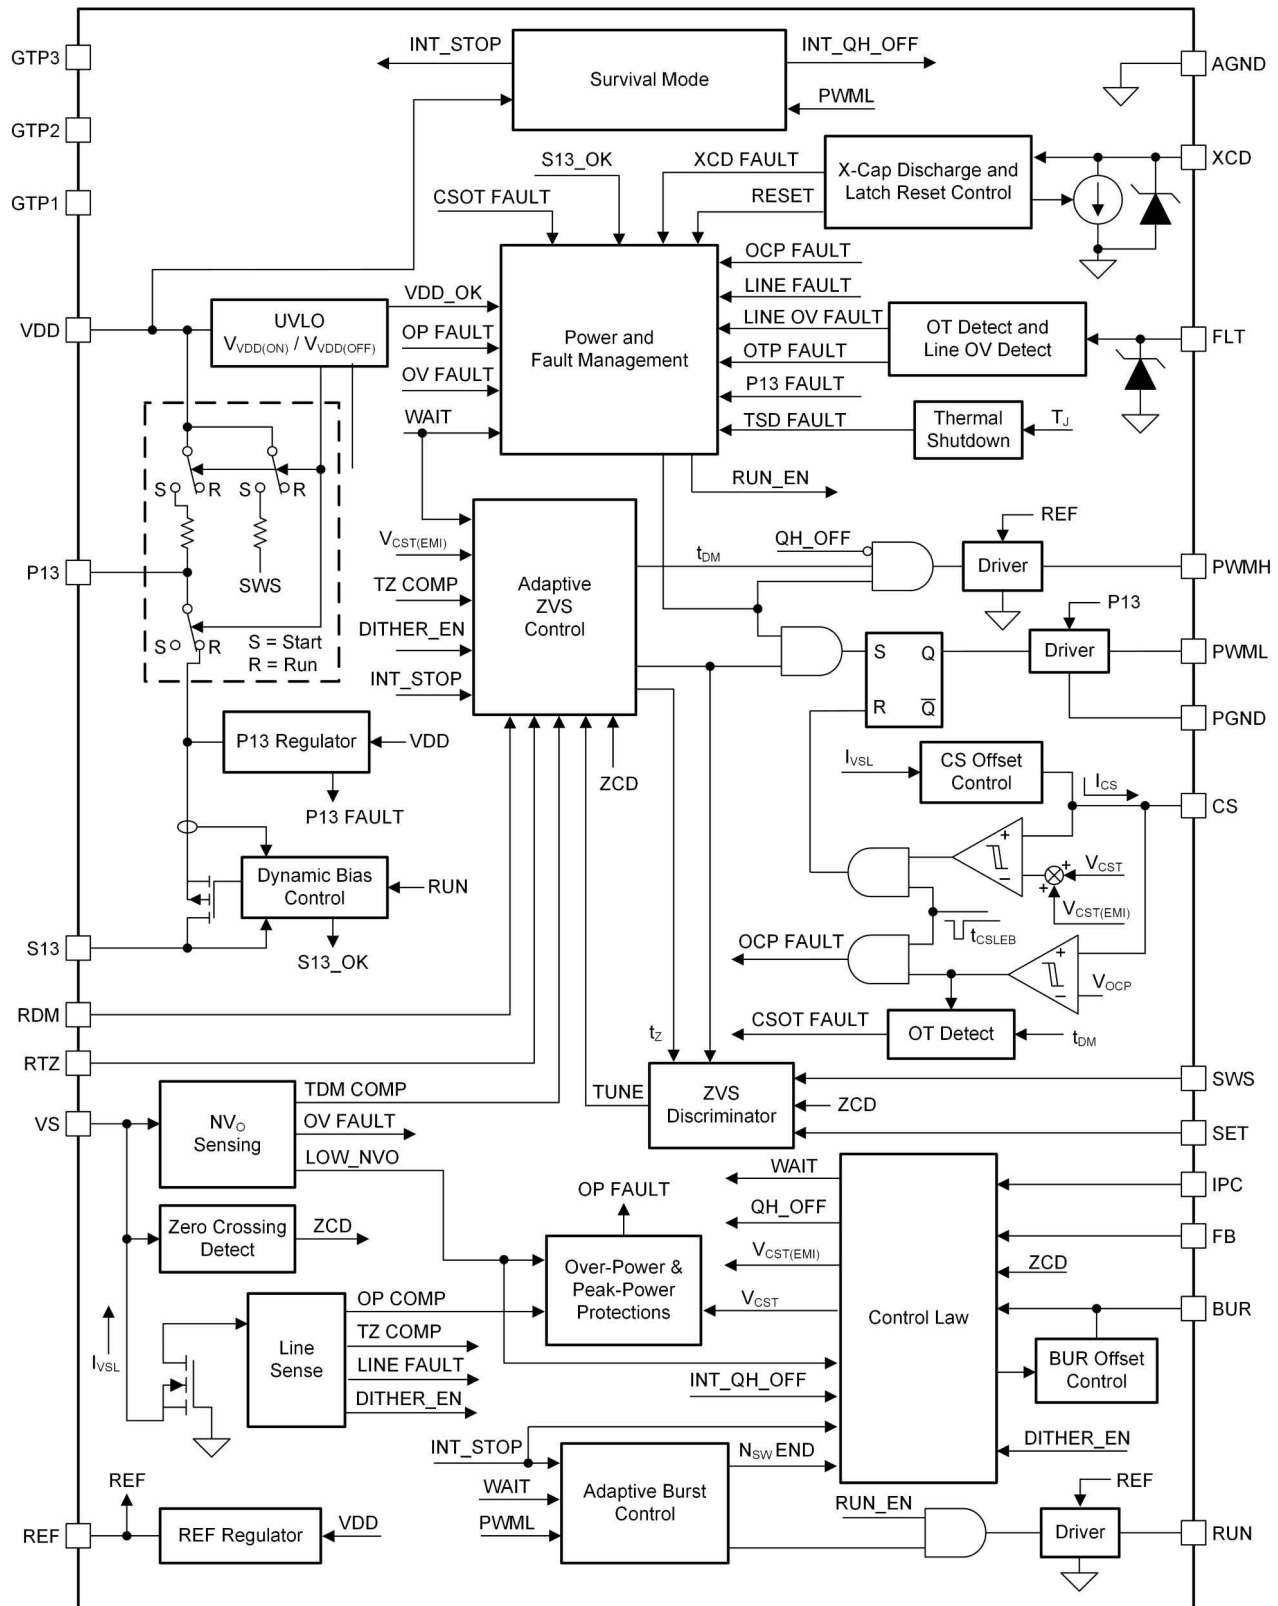 GTP3
GTP2
GTP1
VDD
P13
S13
RDM
RTZ
VS
REF
AGND
XCD
FLT
PWMH
PWML
PGND
CS
SWS
SET
IPC
FB
BUR
RUN
INT_STOP
Survival Mode
INT_QH_OFF
PWML
S13_OK
CSOT FAULT
XCD FAULT
RESET
X-Cap Discharge and
Latch Reset Control
UVLO
VVDD(ON) / VVDD(OFF)
VDD_OK
OP FAULT
OV FAULT
WAIT
Power and
Fault Management
OCP FAULT
LINE FAULT
LINE OV FAULT
OTP FAULT
P13 FAULT
TSD FAULT
OT Detect and
Line OV Detect
Thermal
Shutdown
TJ
RUN_EN
S
R
S
R
SWS
S
R
S = Start
R = Run
VCST(EMI)
TZ COMP
DITHER_EN
INT_STOP
Adaptive
ZVS
Control
tDM
QH_OFF
REF
Driver
P13
Driver
S
Q
R
Q
P13 Regulator
VDD
P13 FAULT
ZCD
IVSL
CS Offset
Control
ICS
+
−
+
+
VCST
VCST(EMI)
Dynamic Bias
Control
RUN
S13_OK
OCP FAULT
tCSLEB
+
−
VOCP
CSOT FAULT
OT Detect
tDM
tZ
TUNE
ZVS
Discriminator
ZCD
NVO
Sensing
TDM COMP
OV FAULT
LOW_NVO
Zero Crossing
Detect
ZCD
OP FAULT
Over-Power &
Peak-Power
Protections
WAIT
QH_OFF
VCST(EMI)
VCST
Control Law
ZCD
BUR Offset
Control
IVSL
Line
Sense
OP COMP
TZ COMP
LINE FAULT
DITHER_EN
INT_QH_OFF
INT_STOP
NSW END
DITHER_EN
WAIT
PWML
Adaptive Burst
Control
REF
REF Regulator
VDD
RUN_EN
REF
Driver